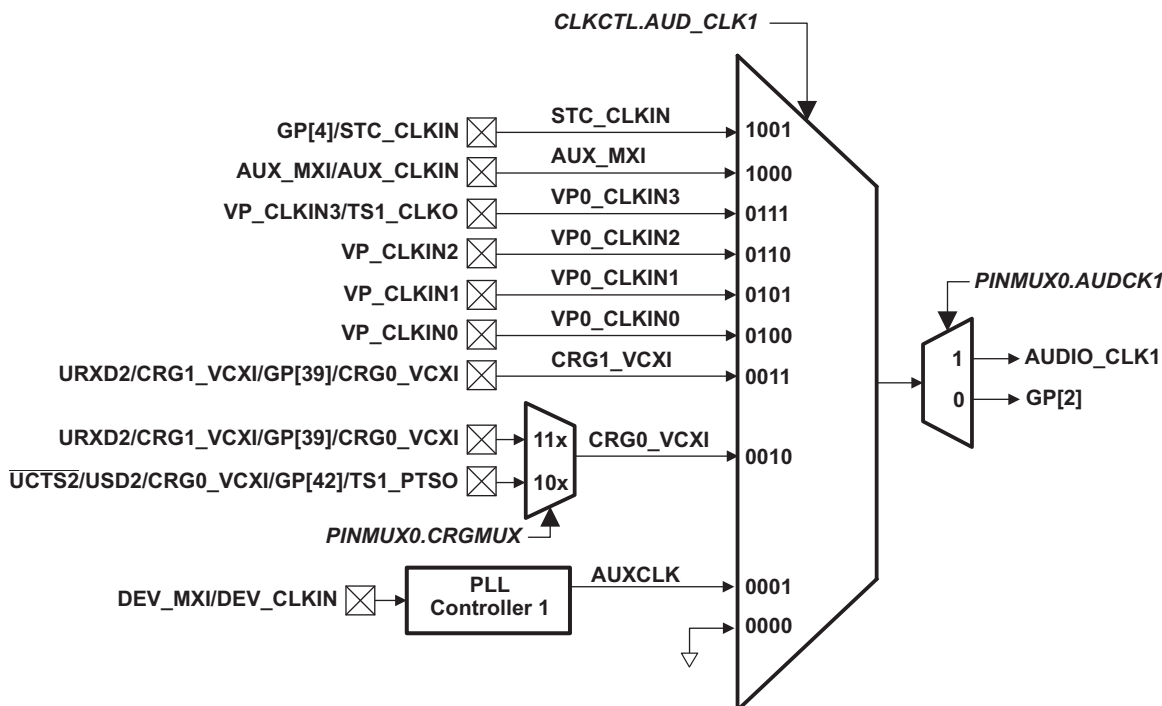 CLKCTL.AUD_CLK1
GP[4]/STC_CLKIN STC_CLKIN 1001
AUX_MXI/AUX_CLKIN AUX_MXI 1000
VP_CLKIN3/TS1_CLKO VP0_CLKIN3 0111
VP_CLKIN2 VP0_CLKIN2 0110
VP_CLKIN1 VP0_CLKIN1 0101
PINMUX0.AUDCK1
VP_CLKIN0 VP0_CLKIN0 0100
1 AUDIO_CLK1
URXD2/CRG1_VCXI/GP[39]/CRG0_VCXI CRG1_VCXI 0011
0 GP[2]
URXD2/CRG1_VCXI/GP[39]/CRG0_VCXI 11x CRG0_VCXI 0010
UCTS2/USD2/CRG0_VCXI/GP[42]/TS1_PTSO 10x
PINMUX0.CRGMUX
DEV_MXI/DEV_CLKIN PLL AUXCLK 0001
Controller 1
0000